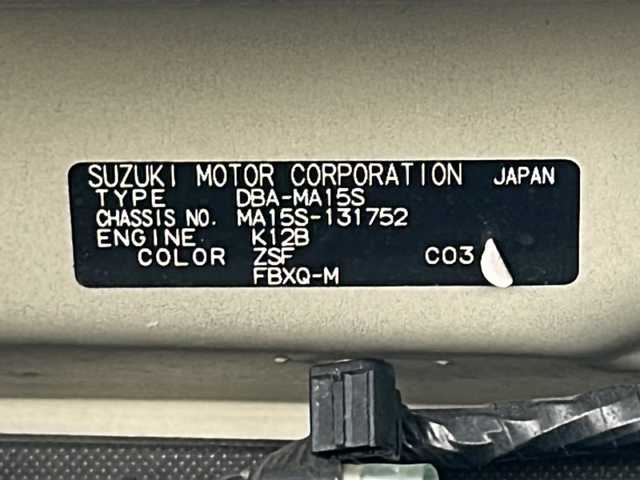 SUZUKI MOTOR CORPORATION JAPAN
TYPE DBA-MA15S
CHASSIS NO. MA15S-131752
ENGINE K12B
COLOR ZSF C03
FBXQ-M